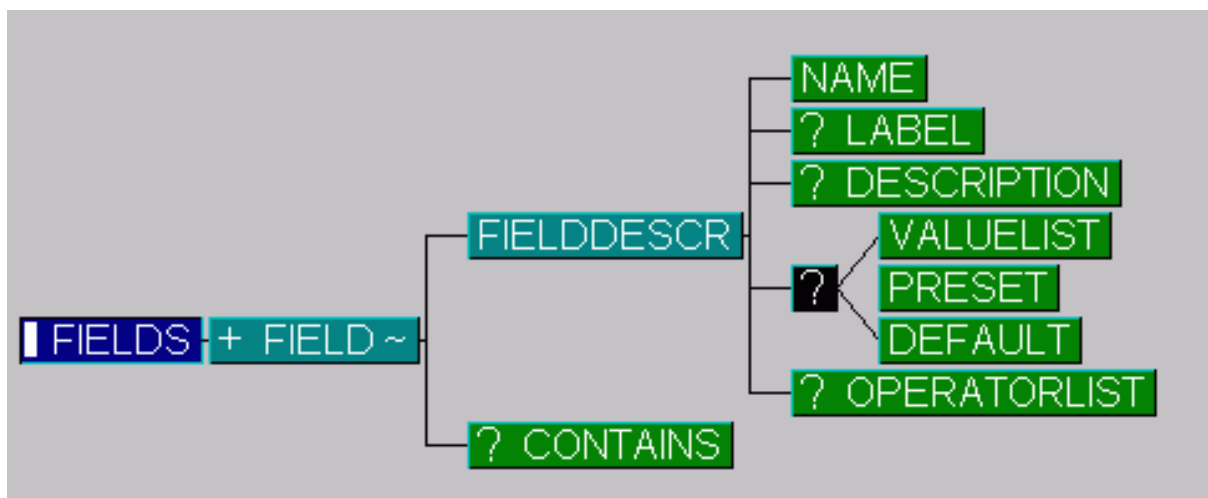 NAME
? LABEL
? DESCRIPTION
FIELDDESCR
VALUELIST
?
PRESET
DEFAULT
FIELDS
+ FIELD ~
? OPERATORLIST
? CONTAINS